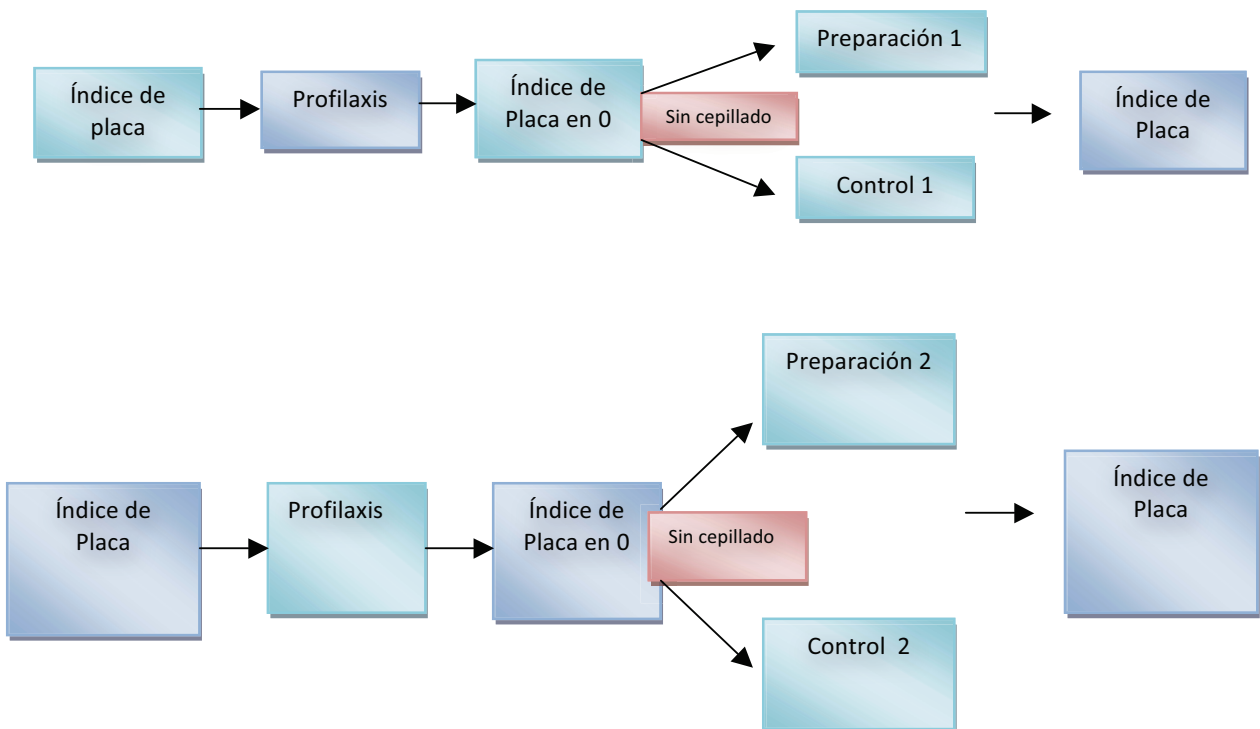 Índice de
placa
Profilaxis
Índice de
Placa en 0
Sin cepillado
Preparación 1
Control 1
Índice de
Placa
Índice de
Placa
Profilaxis
Índice de
Placa en 0
Sin cepillado
Preparación 2
Control 2
Índice de
Placa